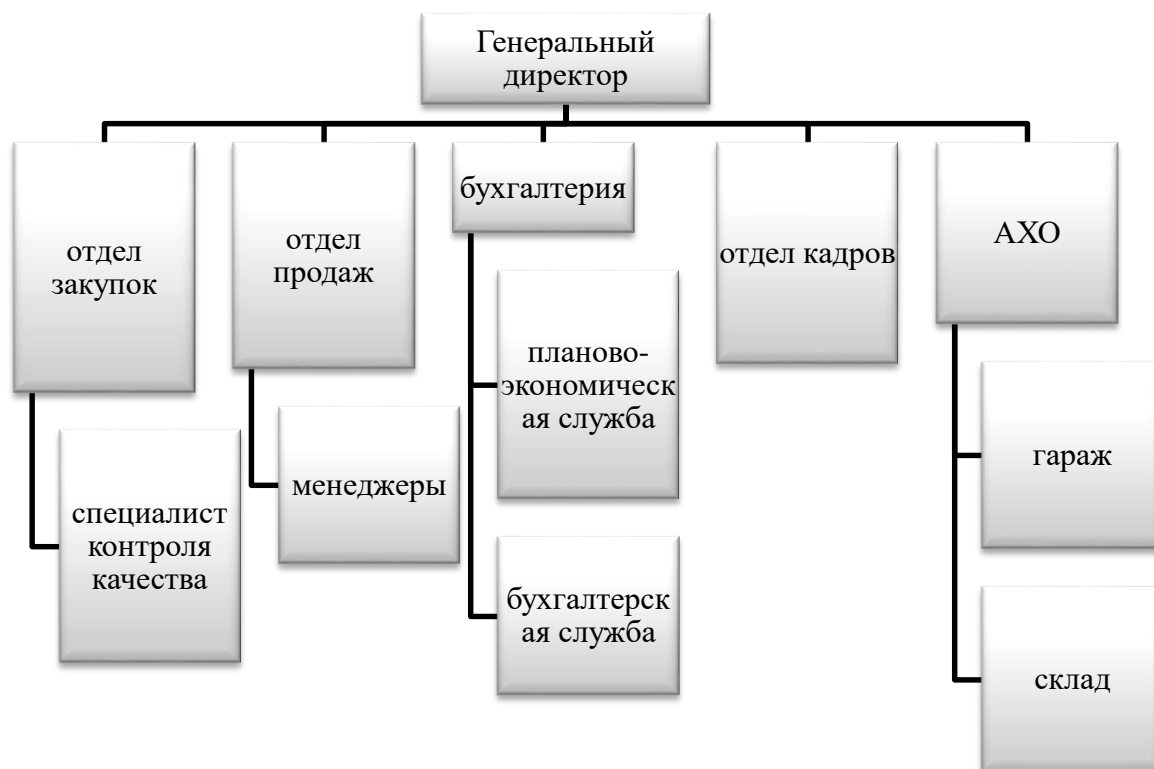 Генеральный
директор
отдел
закупок
специалист
контроля
качества
отдел
продаж
менеджеры
бухгалтерия
планово-
экономическ
ая служба
бухгалтерск
ая служба
отдел кадров
АХО
гараж
склад